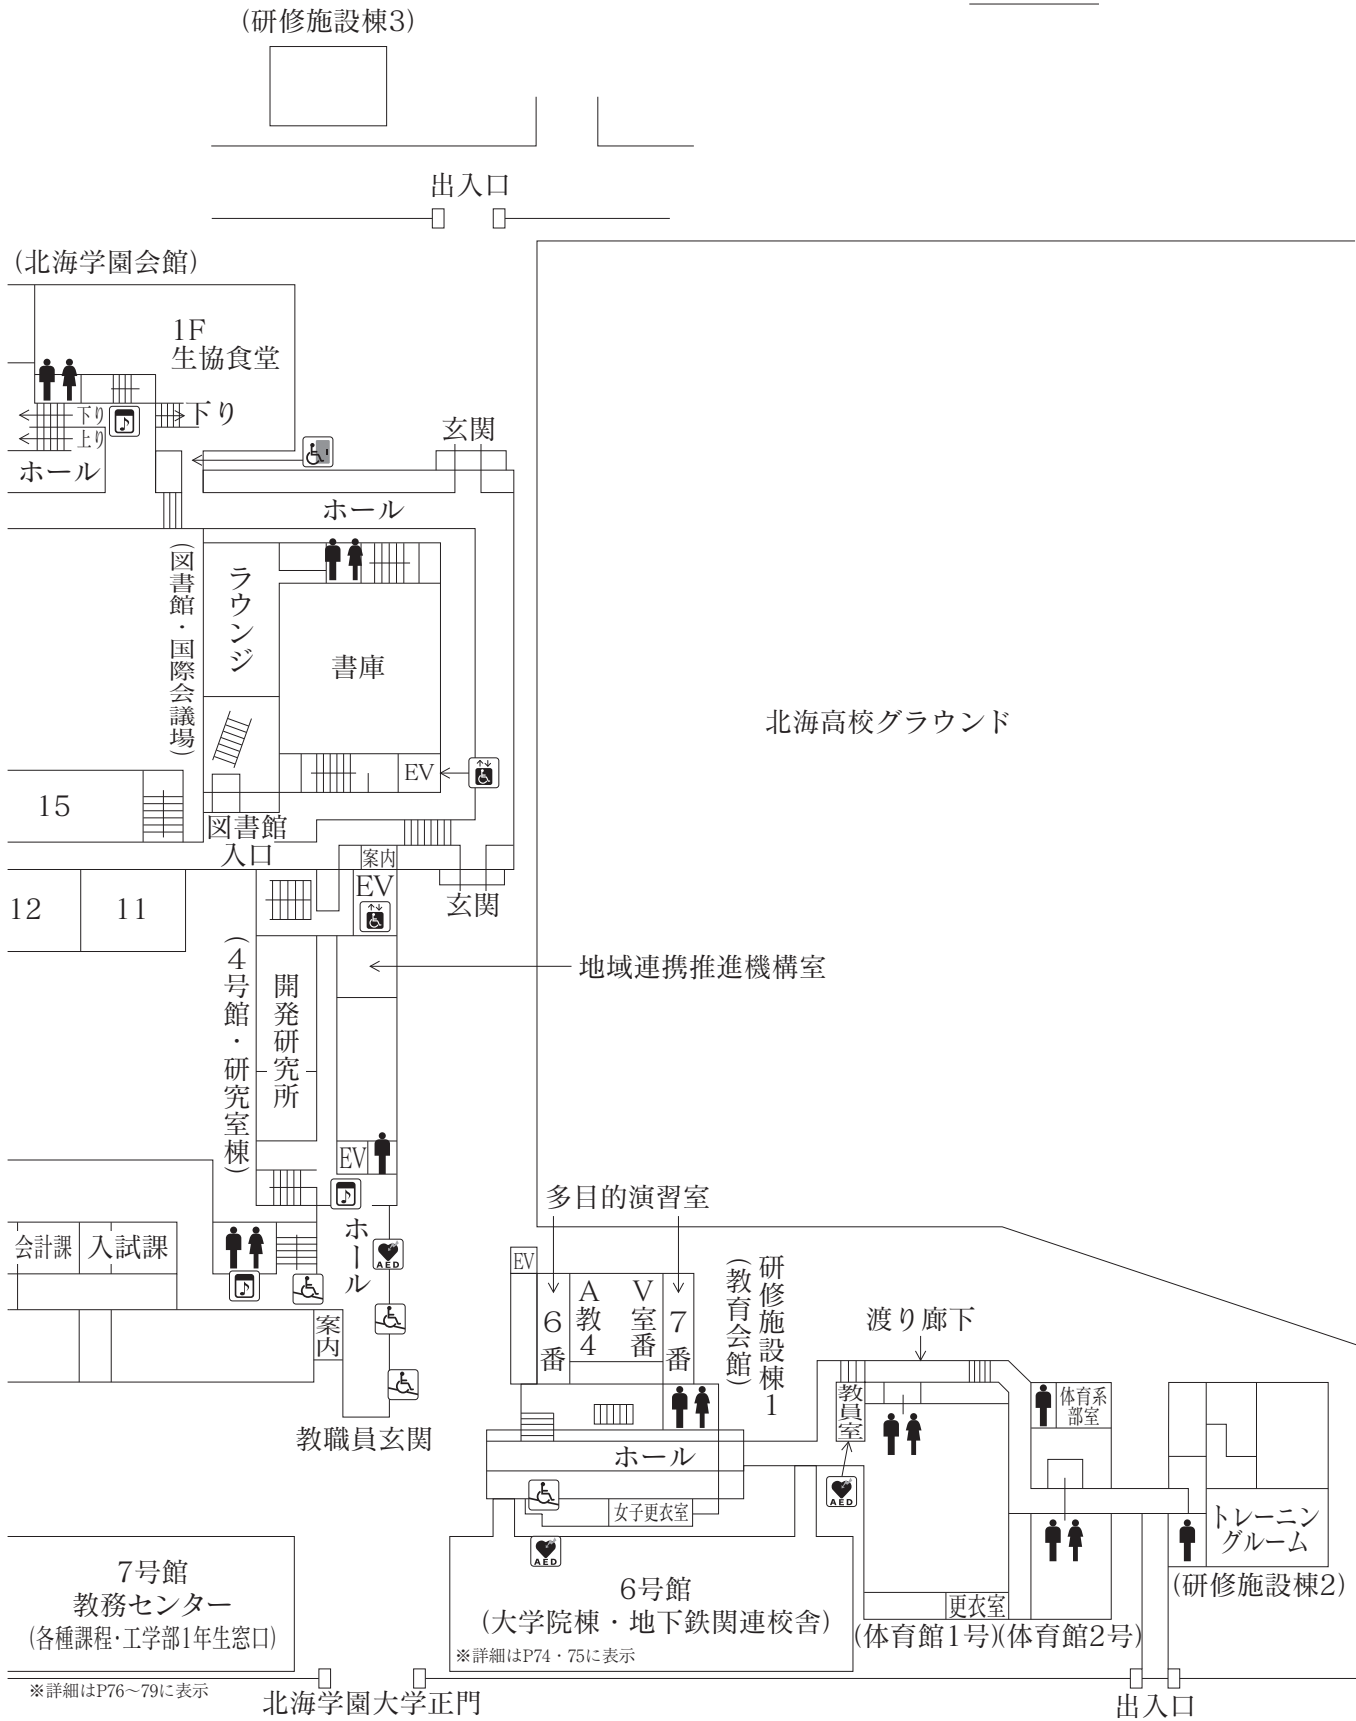 (研修施設棟3)
出入口
(北海学園会館)
1F
生協食堂
下り
下り
上り
ホール
玄関
ホール
(図書館・国際会議場)
ラウンジ
書庫
北海高校グラウンド
EV
15
図書館
入口
案内
EV
玄関
12
11
(4号館・研究室棟)
開発研究所
地域連携推進機構室
EV
多目的演習室
会計課
入試課
ホール
AED
EV
6番
A教4
V室番
7番
研修施設棟1
(教育会館)
渡り廊下
案内
教員室
体育系
部室
教職員玄関
ホール
AED
女子更衣室
AED
トレーニン
グルーム
7号館
教務センター
(各種課程・工学部1年生窓口)
6号館
(大学院棟・地下鉄関連校舎)
※詳細はP74・75に表示
更衣室
(体育館1号)(体育館2号)
(研修施設棟2)
※詳細はP76〜79に表示
北海学園大学正門
出入口